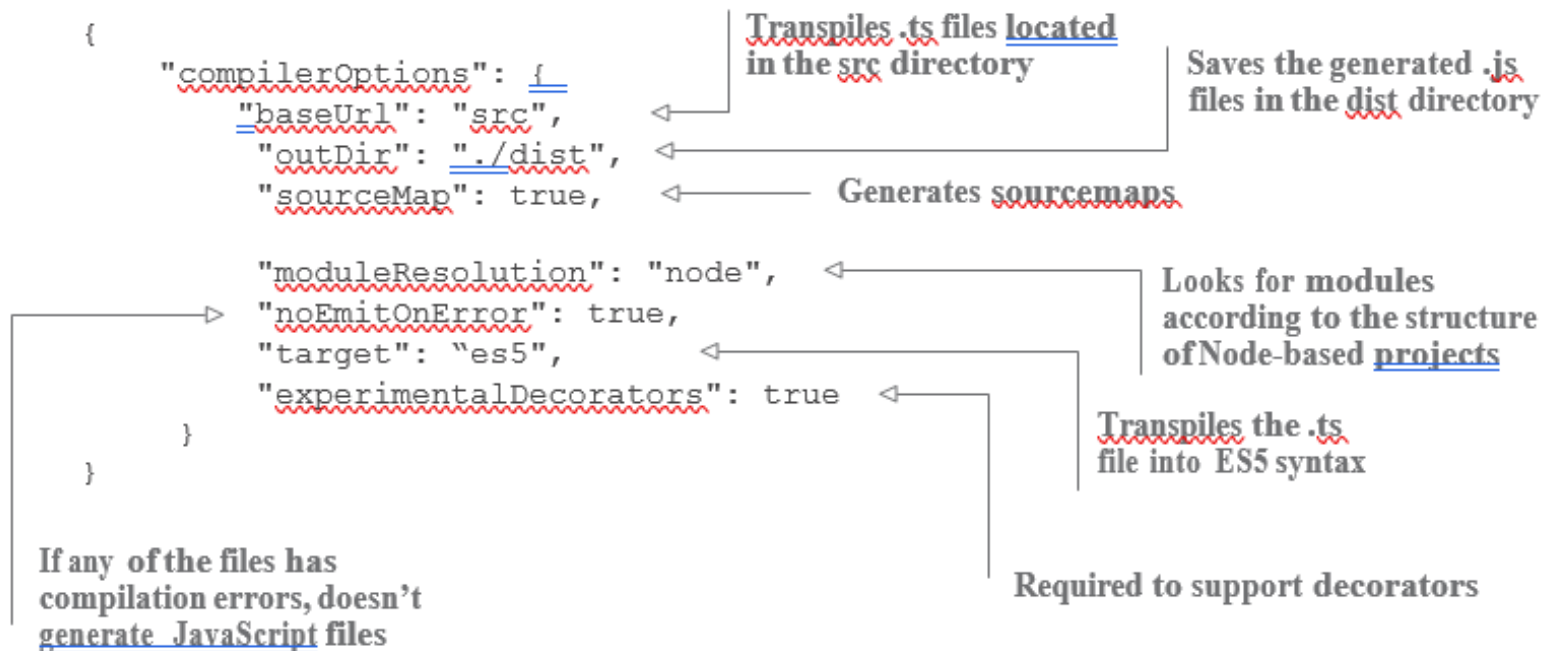 {
"compilerOptions": {
"baseUrl": "src",
"outDir": "./dist",
"sourceMap": true,
"moduleResolution": "node",
"noEmitOnError": true,
"target": “es5",
"experimentalDecorators": true
}
}
Transpiles .ts files located
in the src directory
Saves the generated .js
files in the dist directory
Generates sourcemaps
Looks for modules
according to the structure
of Node-based projects
Transpiles the .ts
file into ES5 syntax
Required to support decorators
If any of the files has
compilation errors, doesn’t
generate JavaScript files